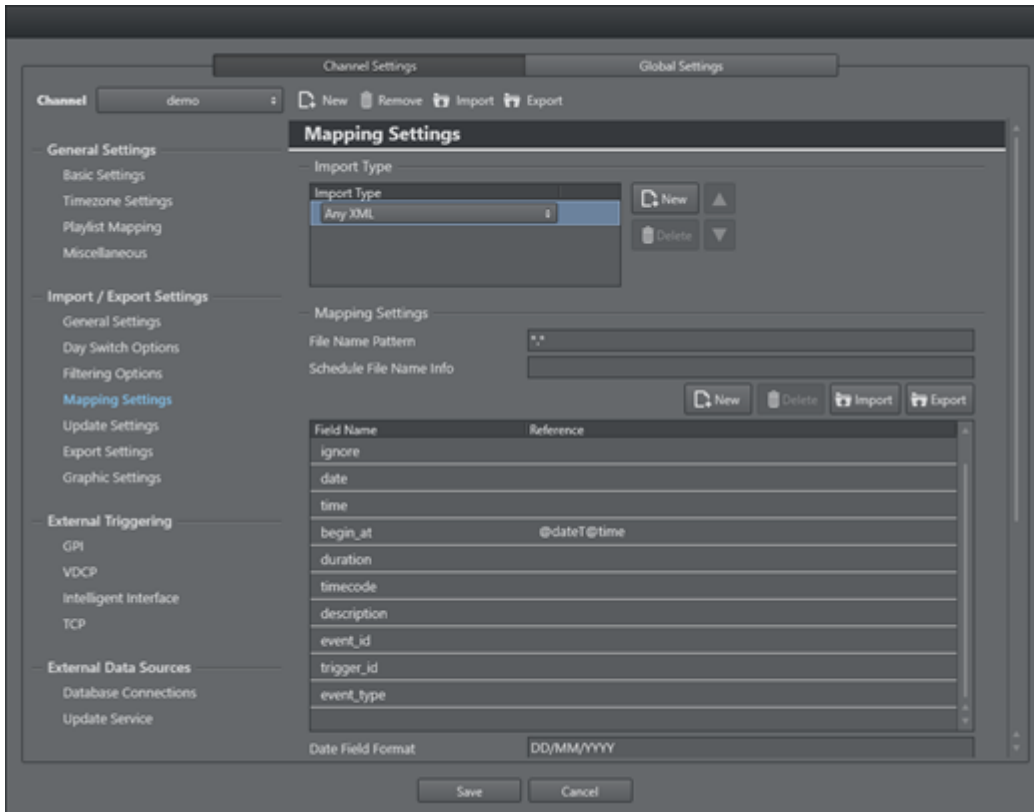 Channel Settings Global Settings
Channel demo New Remove Import Export
Mapping Settings
General Settings
Basic Settings
Timezone Settings
Playlist Mapping
Miscellaneous
Import / Export Settings
General Settings
Day Switch Options
Filtering Options
Mapping Settings
Update Settings
Export Settings
Graphic Settings
External Triggering
GPI
VDCP
Intelligent Interface
TCP
External Data Sources
Database Connections
Update Service
Import Type
Import Type
Any XML
New
Delete
Mapping Settings
File Name Pattern *.*
Schedule File Name Info
New Delete Import Export
Field Name Reference
ignore
date
time
begin_at @dateT@time
duration
timecode
description
event_id
trigger_id
event_type
Date Field Format DD/MM/YYYY
Save Cancel